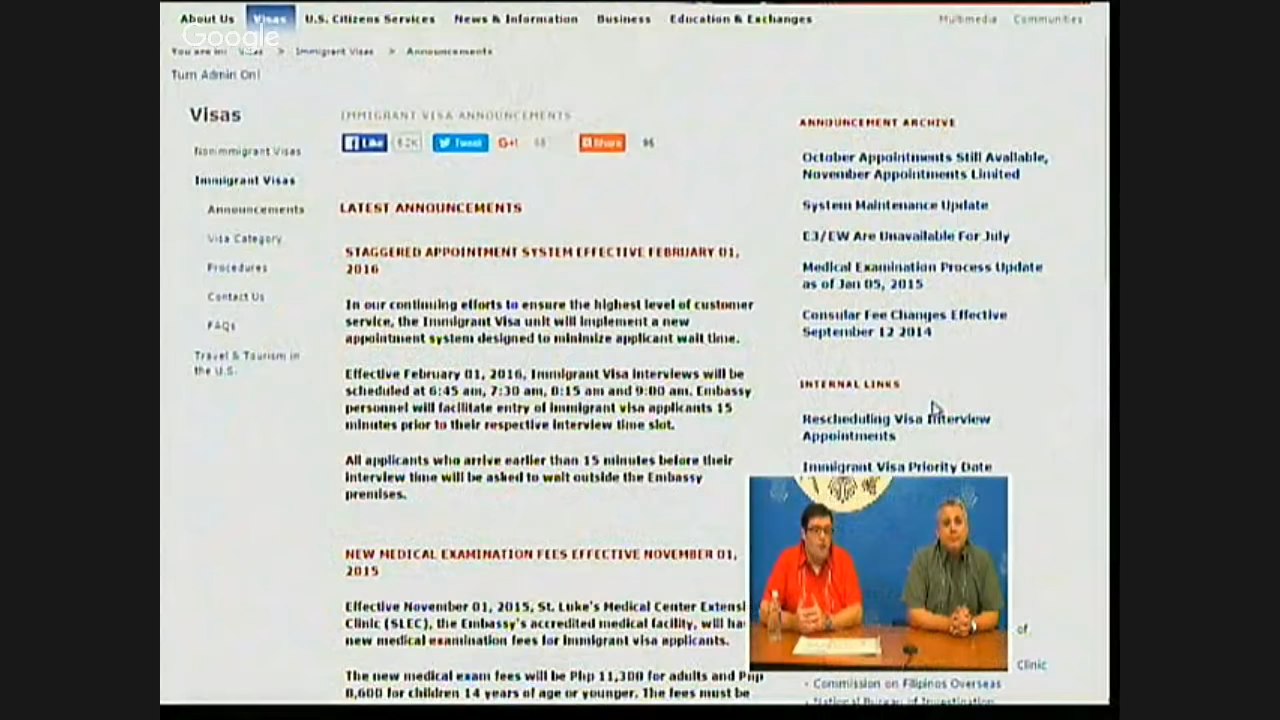 About Us Visas U.S. Citizens Services News & Information Business Education & Exchanges Multimedia Communities
Google
You are in: Visas > Immigrant Visas > Announcements
Turn Admin On!
Visas
Nonimmigrant Visas
Immigrant Visas
Announcements
Visa Category
Procedures
Contact Us
FAQs
Travel & Tourism in
the U.S.
IMMIGRANT VISA ANNOUNCEMENTS
Like 62K Tweet G+1 Share
LATEST ANNOUNCEMENTS
STAGGERED APPOINTMENT SYSTEM EFFECTIVE FEBRUARY 01,
2016
In our continuing efforts to ensure the highest level of customer
service, the Immigrant Visa unit will implement a new
appointment system designed to minimize applicant wait time.
Effective February 01, 2016, Immigrant Visa interviews will be
scheduled at 6:45 am, 7:30 am, 8:15 am and 9:00 am. Embassy
personnel will facilitate entry of immigrant visa applicants 15
minutes prior to their respective interview time slot.
All applicants who arrive earlier than 15 minutes before their
interview time will be asked to wait outside the Embassy
premises.
NEW MEDICAL EXAMINATION FEES EFFECTIVE NOVEMBER 01,
2015
Effective November 01, 2015, St. Luke's Medical Center Extensi
Clinic (SLEC), the Embassy's accredited medical facility, will ha
new medical examination fees for immigrant visa applicants.
The new medical exam fees will be Php 11,300 for adults and Php
8,600 for children 14 years of age or younger. The fees must be
ANNOUNCEMENT ARCHIVE
October Appointments Still Available,
November Appointments Limited
System Maintenance Update
E3/EW Are Unavailable For July
Medical Examination Process Update
as of Jan 05, 2015
Consular Fee Changes Effective
September 12 2014
INTERNAL LINKS
Rescheduling Visa Interview
Appointments
Immigrant Visa Priority Date
of
Clinic
- Commission on Filipinos Overseas
- National Bureau of Investigation